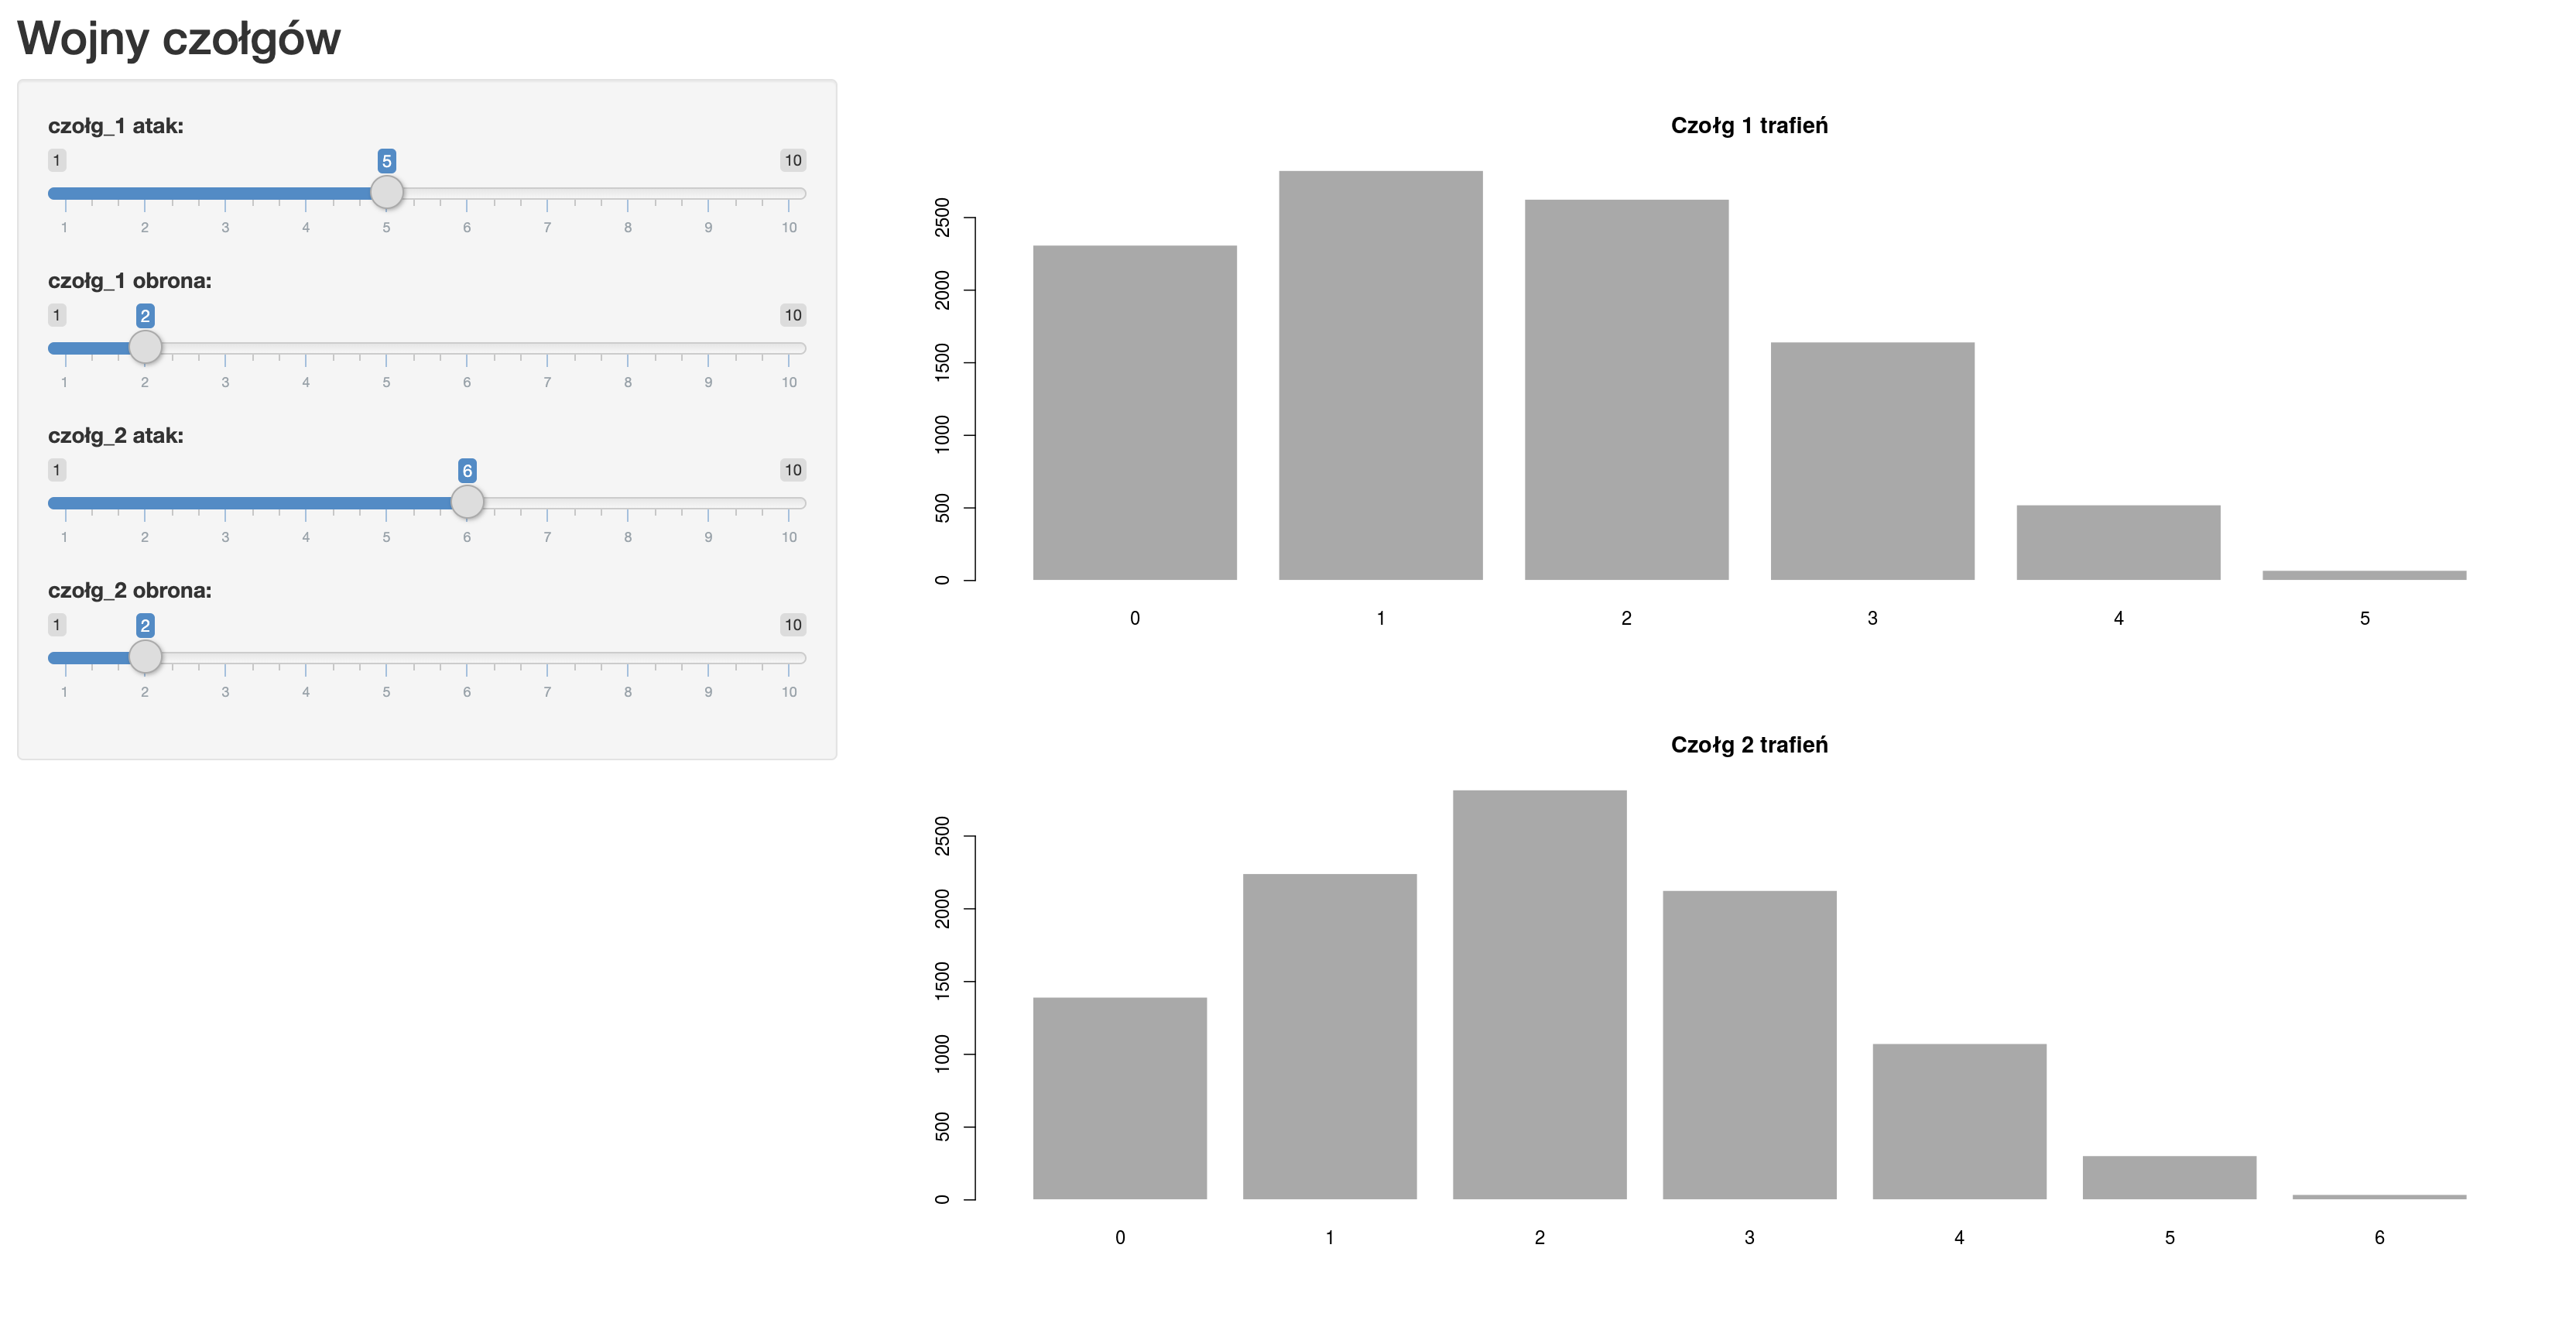 Wojny czołgów
czołg_1 atak:
1 5 10
1 2 3 4 5 6 7 8 9 10
czołg_1 obrona:
1 2 10
1 2 3 4 5 6 7 8 9 10
czołg_2 atak:
1 6 10
1 2 3 4 5 6 7 8 9 10
czołg_2 obrona:
1 2 10
1 2 3 4 5 6 7 8 9 10
Czołg 1 trafień
2500
2000
1500
1000
500
0
0 1 2 3 4 5
Czołg 2 trafień
2500
2000
1500
1000
500
0
0 1 2 3 4 5 6